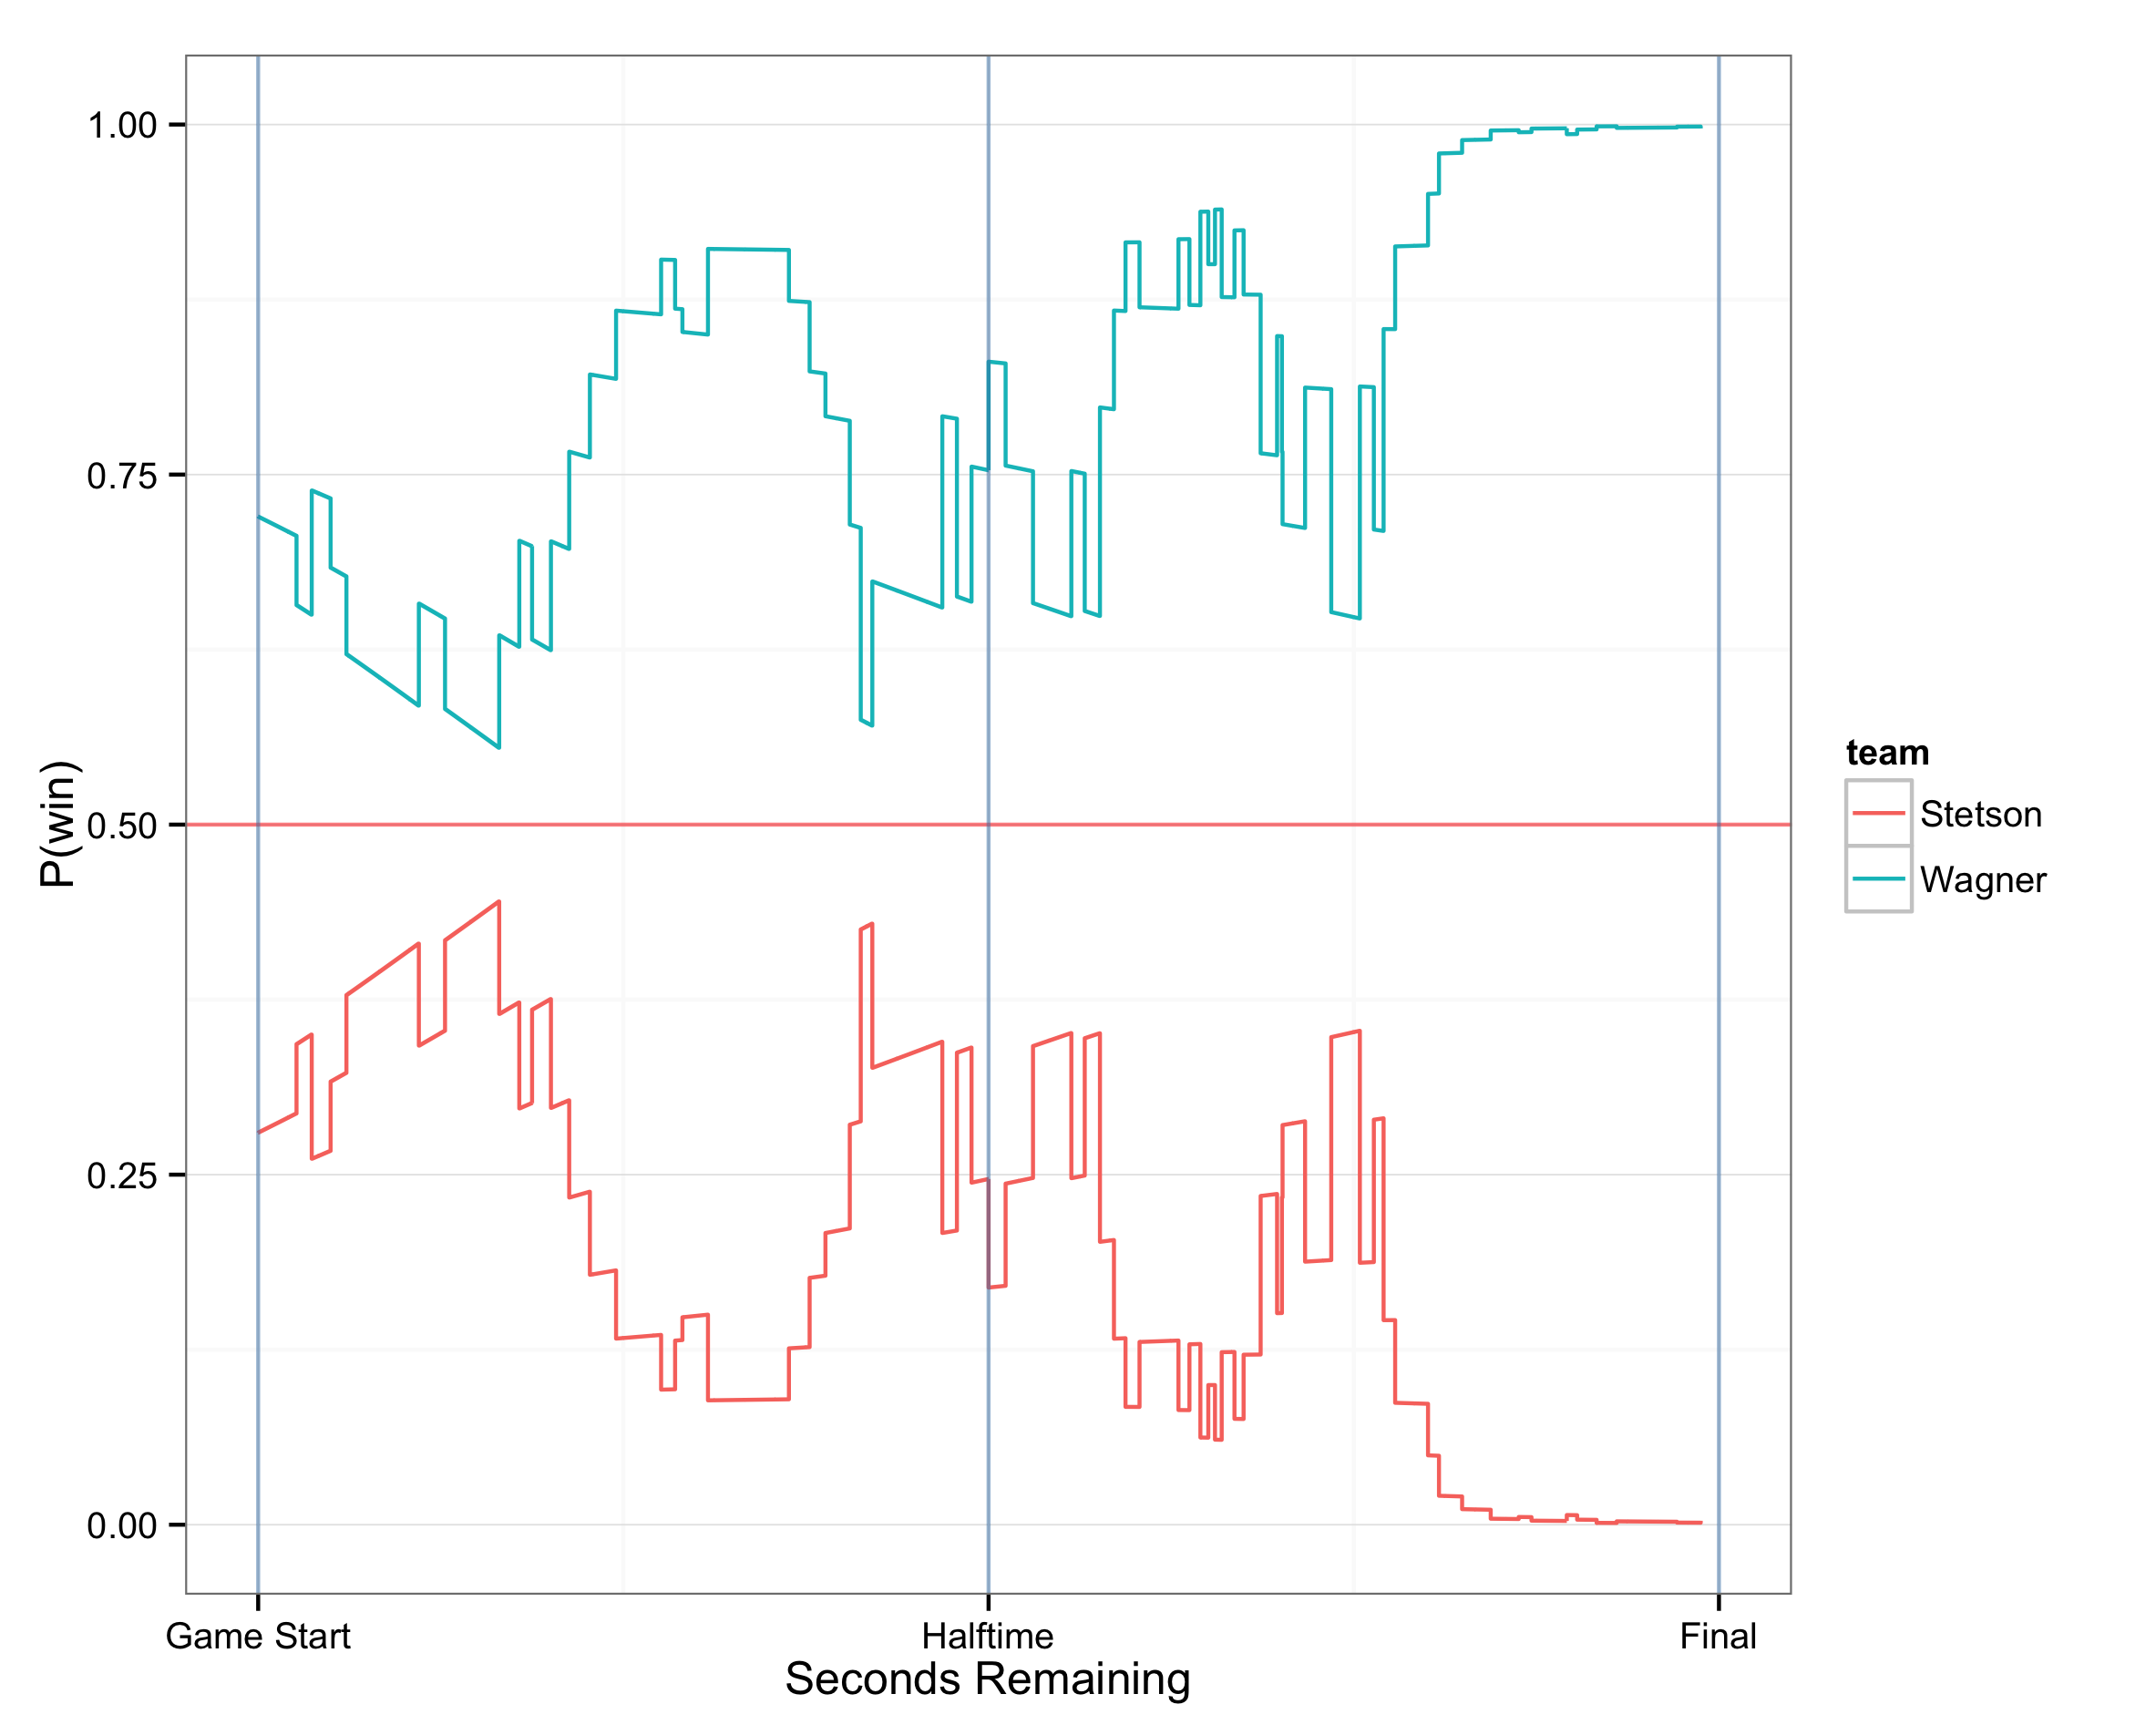 P(win)
1.00
0.75
0.50
0.25
0.00
Game Start
Halftime
Final
Seconds Remaining
team
Stetson
Wagner